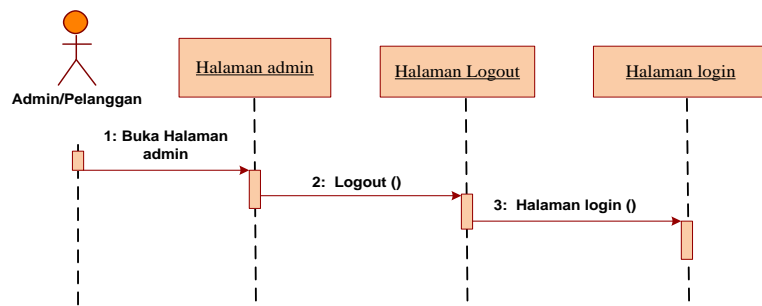 Halaman admin
Halaman Logout
Halaman login
Admin/Pelanggan
1: Buka Halaman
admin
2:  Logout ()
3:  Halaman login ()